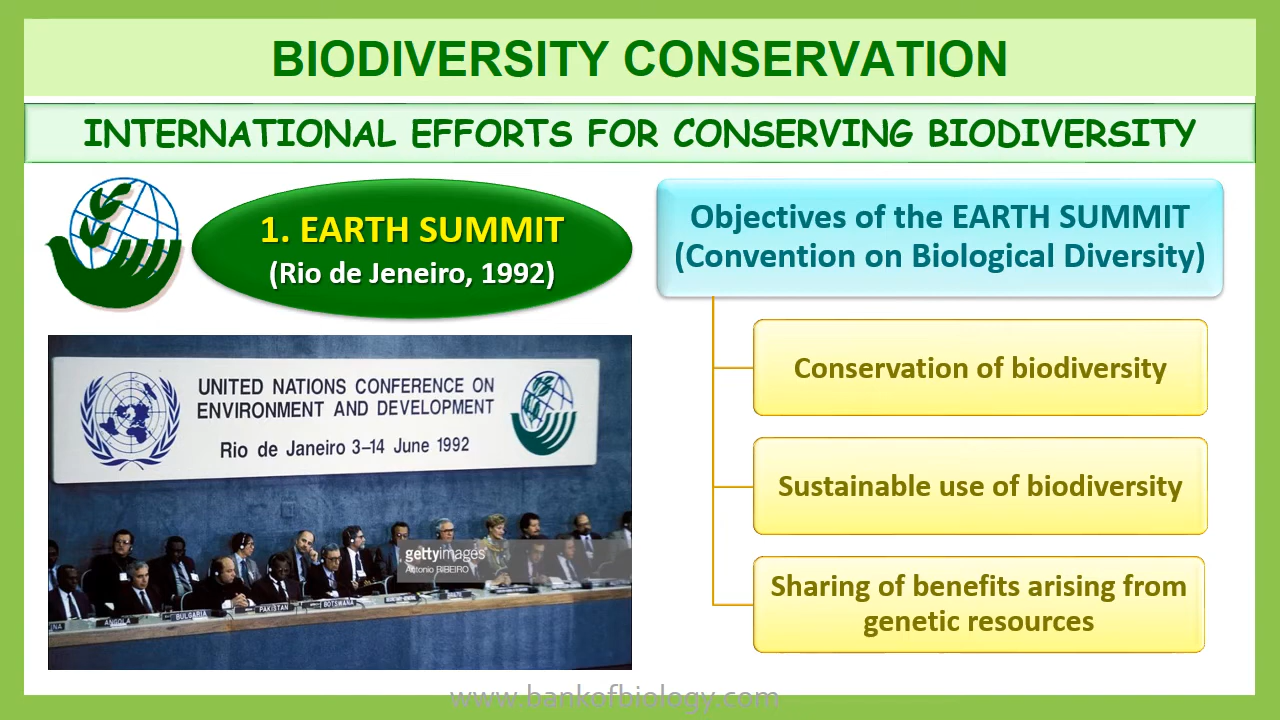 BIODIVERSITY CONSERVATION
INTERNATIONAL EFFORTS FOR CONSERVING BIODIVERSITY
1. EARTH SUMMIT
(Rio de Jeneiro, 1992)
UNITED NATIONS CONFERENCE ON
ENVIRONMENT AND DEVELOPMENT
Rio de Janeiro 3–14 June 1992
gettyimages
Antonio RIBEIRO
ANGOLA
BULGARIA
PAKISTAN
BOTSWANA
Objectives of the EARTH SUMMIT
(Convention on Biological Diversity)
Conservation of biodiversity
Sustainable use of biodiversity
Sharing of benefits arising from
genetic resources
www.bankofbiology.com